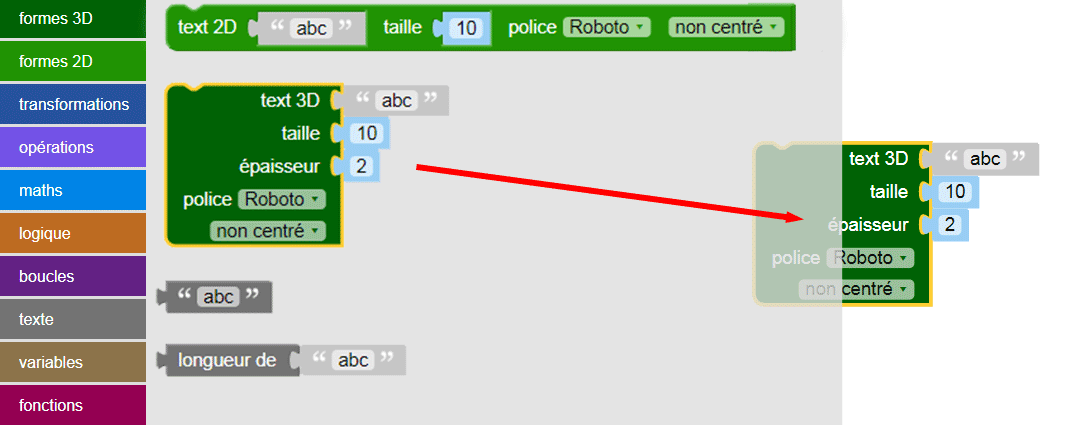 formes 3D
formes 2D
transformations
opérations
maths
logique
boucles
texte
variables
fonctions
text 2D “ abc ” taille 10 police Roboto non centré
text 3D “ abc ”
taille 10
épaisseur 2
police Roboto
non centré
“ abc ”
longueur de “ abc ”
text 3D “ abc ”
taille 10
épaisseur 2
police Roboto
non centré